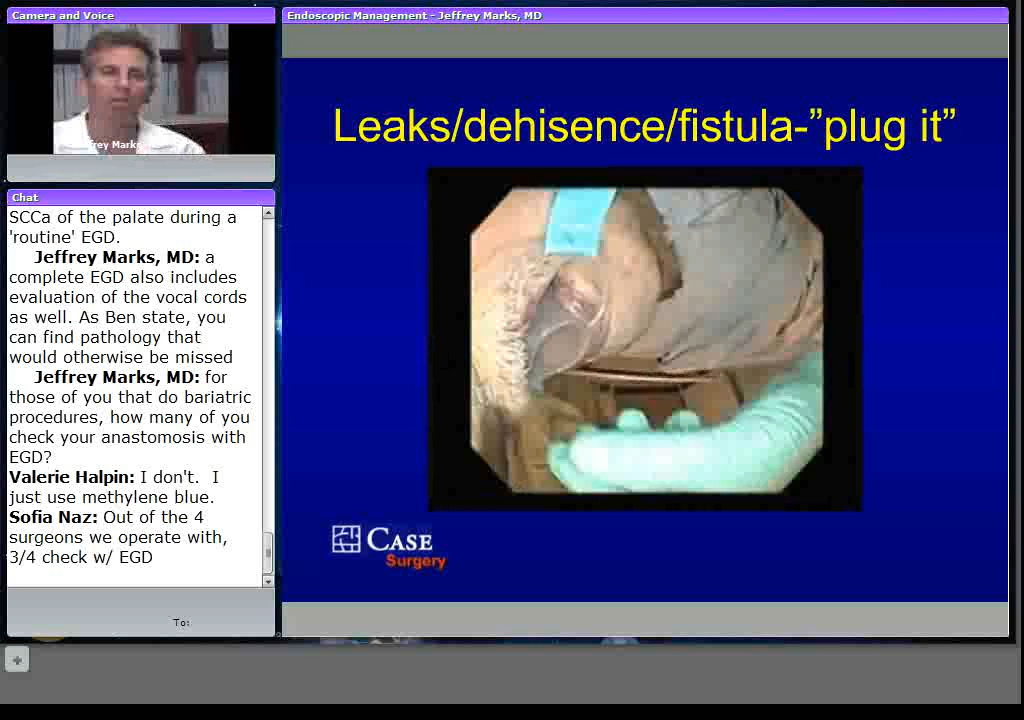 Camera and Voice
Endoscopic Management - Jeffrey Marks, MD
Leaks/dehisence/fistula-”plug it”
Chat
SCCa of the palate during a
'routine' EGD.
Jeffrey Marks, MD: a
complete EGD also includes
evaluation of the vocal cords
as well. As Ben state, you
can find pathology that
would otherwise be missed
Jeffrey Marks, MD: for
those of you that do bariatric
procedures, how many of you
check your anastomosis with
EGD?
Valerie Halpin: I don't. I
just use methylene blue.
Sofia Naz: Out of the 4
surgeons we operate with,
3/4 check w/ EGD
To:
CASE
Surgery